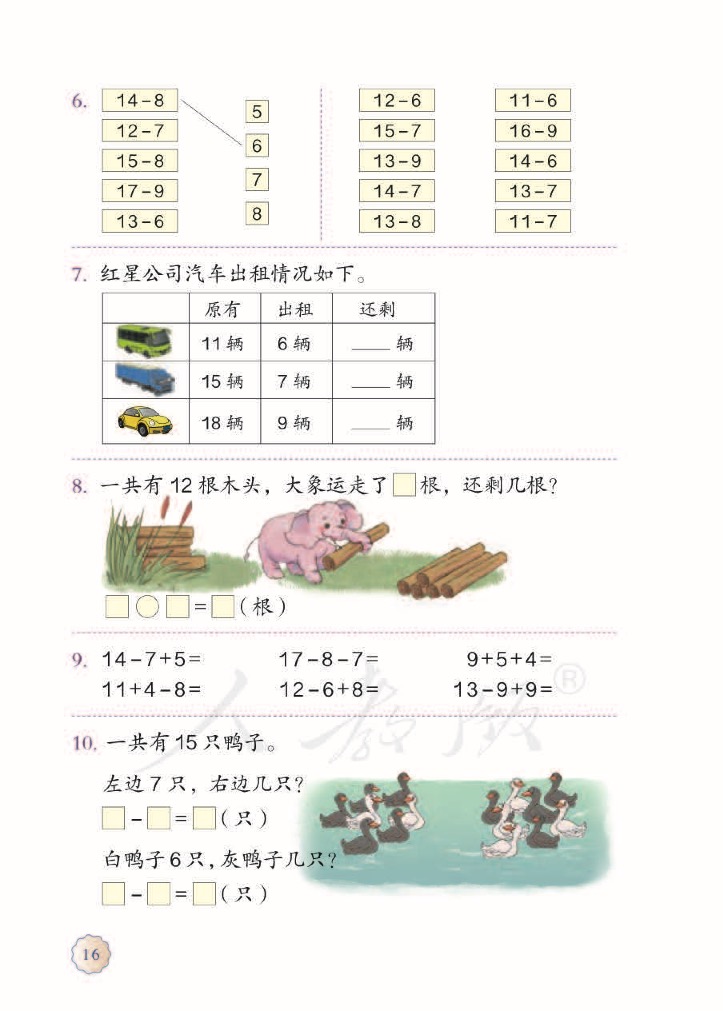 6. 14－8 5 12－6 11－6
12－7 6 15－7 16－9
15－8 7 13－9 14－6
17－9 8 14－7 13－7
13－6 13－8 11－7
7. 红星公司汽车出租情况如下。
原有 出租 还剩
11 辆 6 辆 ____ 辆
15 辆 7 辆 ____ 辆
18 辆 9 辆 ____ 辆
8. 一共有 12 根木头，大象运走了□根，还剩几根？
□○□＝□（根）
9. 14－7＋5＝ 17－8－7＝ 9＋5＋4＝
11＋4－8＝ 12－6＋8＝ 13－9＋9＝
人教版®
10. 一共有 15 只鸭子。
左边 7 只，右边几只？
□－□＝□（只）
白鸭子 6 只，灰鸭子几只？
□－□＝□（只）
16